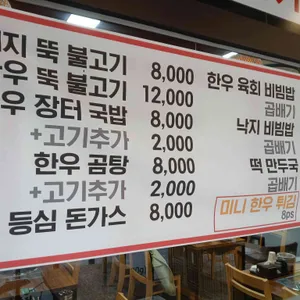 지 뚝 불고기 8,000
우 뚝 불고기 12,000
우 장터 국밥 8,000
+고기추가 2,000
한우 곰탕 8,000
+고기추가 2,000
등심 돈가스 8,000
한우 육회 비빔밥
곱배기
낙지 비빔밥
곱배기
떡 만두국
곱배기
미니 한우 튀김
8ps